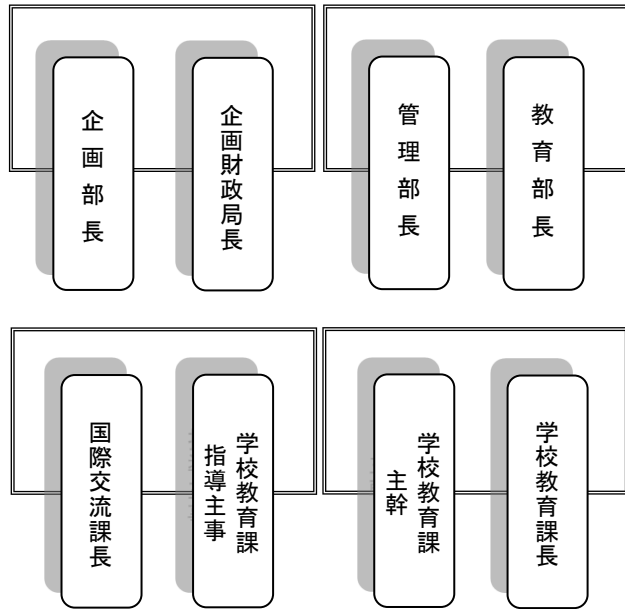 教育部長
管理部長
企画財政局長
企画部長
学校教育課長
学校教育課
主幹
学校教育課
指導主事
国際交流課長